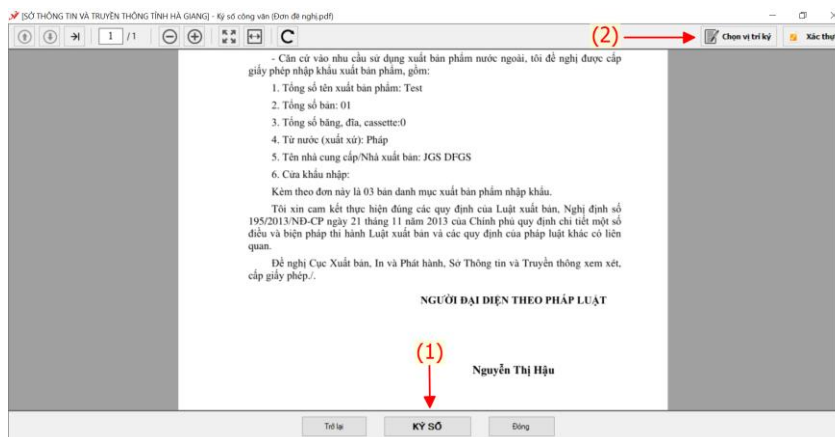 [SỞ THÔNG TIN VÀ TRUYỀN THÔNG TỈNH HÀ GIANG] - Ký số công văn (Đơn đề nghị.pdf)
1 /1 C (2) Chọn vị trí ký Xác thự
- Căn cứ vào nhu cầu sử dụng xuất bản phẩm nước ngoài, tôi đề nghị được cấp
giấy phép nhập khẩu xuất bản phẩm, gồm:
1. Tổng số tên xuất bản phẩm: Test
2. Tổng số bản: 01
3. Tổng số băng, đĩa, cassette:0
4. Từ nước (xuất xứ): Pháp
5. Tên nhà cung cấp/Nhà xuất bản: JGS DFGS
6. Cửa khẩu nhập:
Kèm theo đơn này là 03 bản danh mục xuất bản phẩm nhập khẩu.
Tôi xin cam kết thực hiện đúng các quy định của Luật xuất bản, Nghị định số
195/2013/NĐ-CP ngày 21 tháng 11 năm 2013 của Chính phủ quy định chi tiết một số
điều và biện pháp thi hành Luật xuất bản và các quy định của pháp luật khác có liên
quan.
Đề nghị Cục Xuất bản, In và Phát hành, Sở Thông tin và Truyền thông xem xét,
cấp giấy phép./.
NGƯỜI ĐẠI DIỆN THEO PHÁP LUẬT
(1)
Nguyễn Thị Hậu
Trở lại KÝ SỐ Đóng